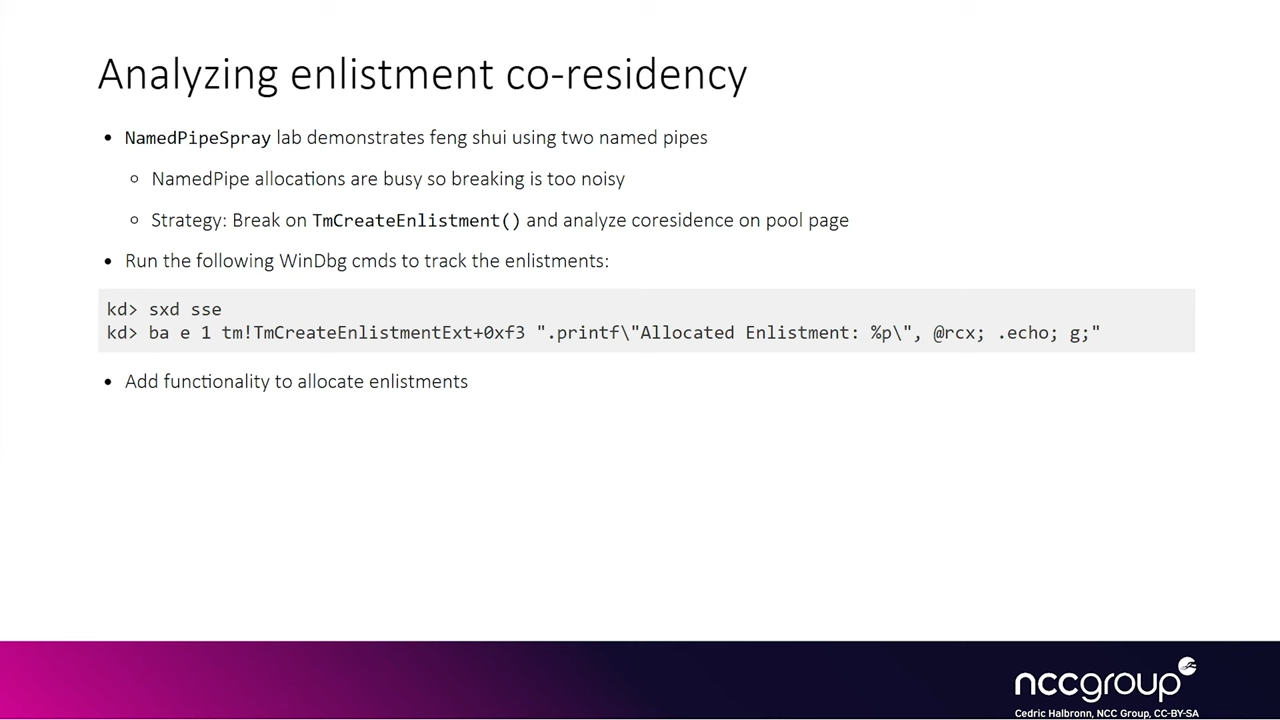 Analyzing enlistment co-residency
• NamedPipeSpray lab demonstrates feng shui using two named pipes
○ NamedPipe allocations are busy so breaking is too noisy
○ Strategy: Break on TmCreateEnlistment() and analyze coresidence on pool page
• Run the following WinDbg cmds to track the enlistments:
kd> sxd sse
kd> ba e 1 tm!TmCreateEnlistmentExt+0xf3 ".printf\"Allocated Enlistment: %p\", @rcx; .echo; g;"
• Add functionality to allocate enlistments
nccgroup
Cedric Halbronn, NCC Group, CC-BY-SA